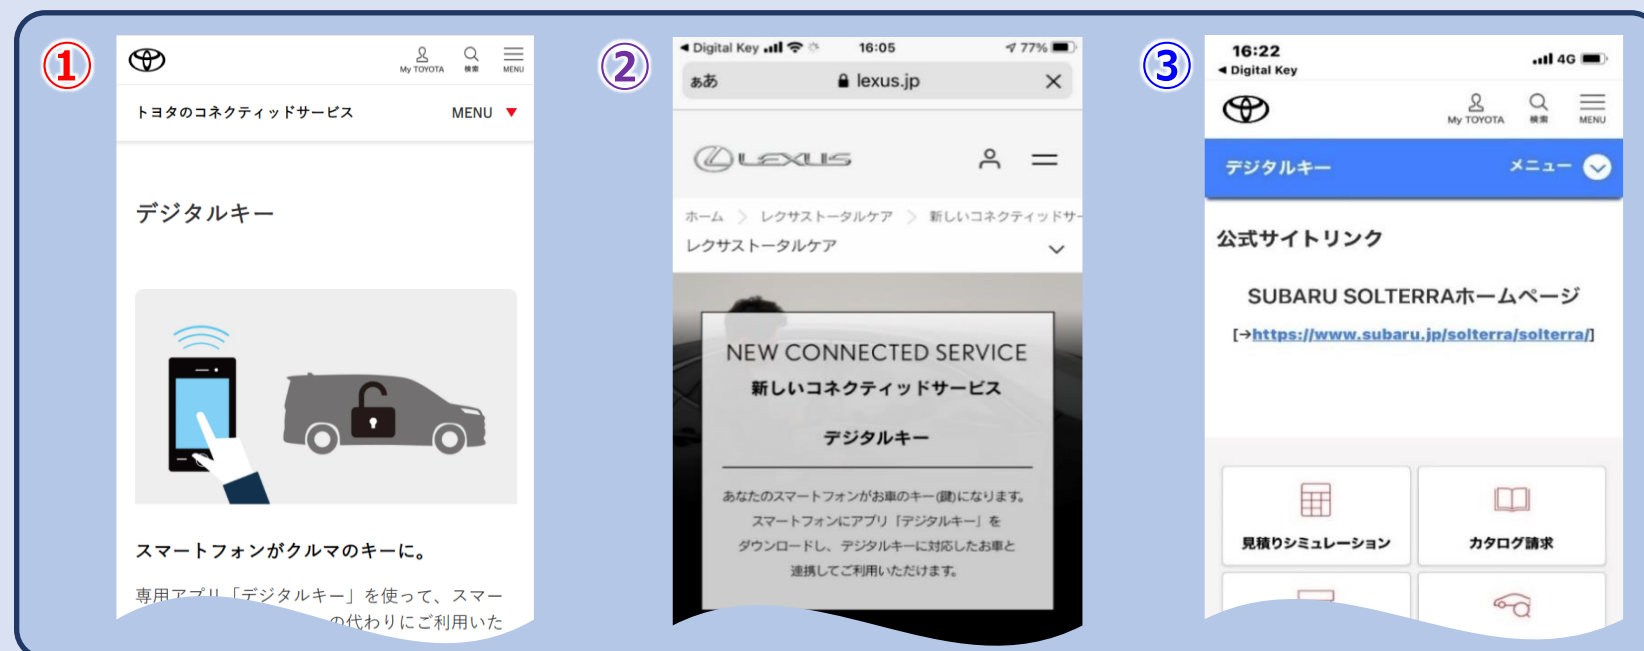 ①
My TOYOTA
検索
MENU
トヨタのコネクティッドサービス
MENU ▼
デジタルキー
スマートフォンがクルマのキーに。
専用アプリ「デジタルキー」を使って、スマー
の代わりにご利用いた
②
◀ Digital Key
16:05
77%
ぁあ
lexus.jp
LEXUS
ホーム > レクサストータルケア > 新しいコネクティッドサー
レクサストータルケア
NEW CONNECTED SERVICE
新しいコネクティッドサービス
デジタルキー
あなたのスマートフォンがお車のキー(鍵)になります。
スマートフォンにアプリ「デジタルキー」を
ダウンロードし、デジタルキーに対応したお車と
連携してご利用いただけます。
③
16:22
4G
◀ Digital Key
My TOYOTA
検索
MENU
デジタルキー
メニュー
公式サイトリンク
SUBARU SOLTERRAホームページ
[→https://www.subaru.jp/solterra/solterra/]
見積りシミュレーション
カタログ請求